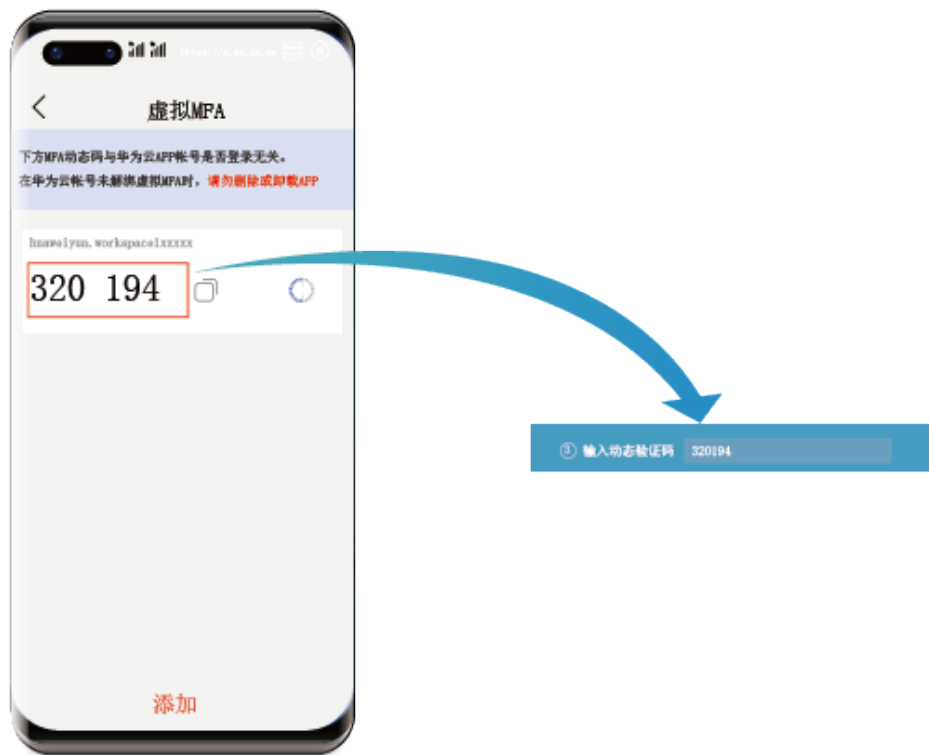 虚拟MFA
下方MFA动态码与华为云APP帐号是否登录无关。
在华为云帐号未解绑虚拟MFA时，请勿删除或卸载APP
huaweiyun.workspace1xxxxx
320 194
③ 输入动态验证码 320194
添加